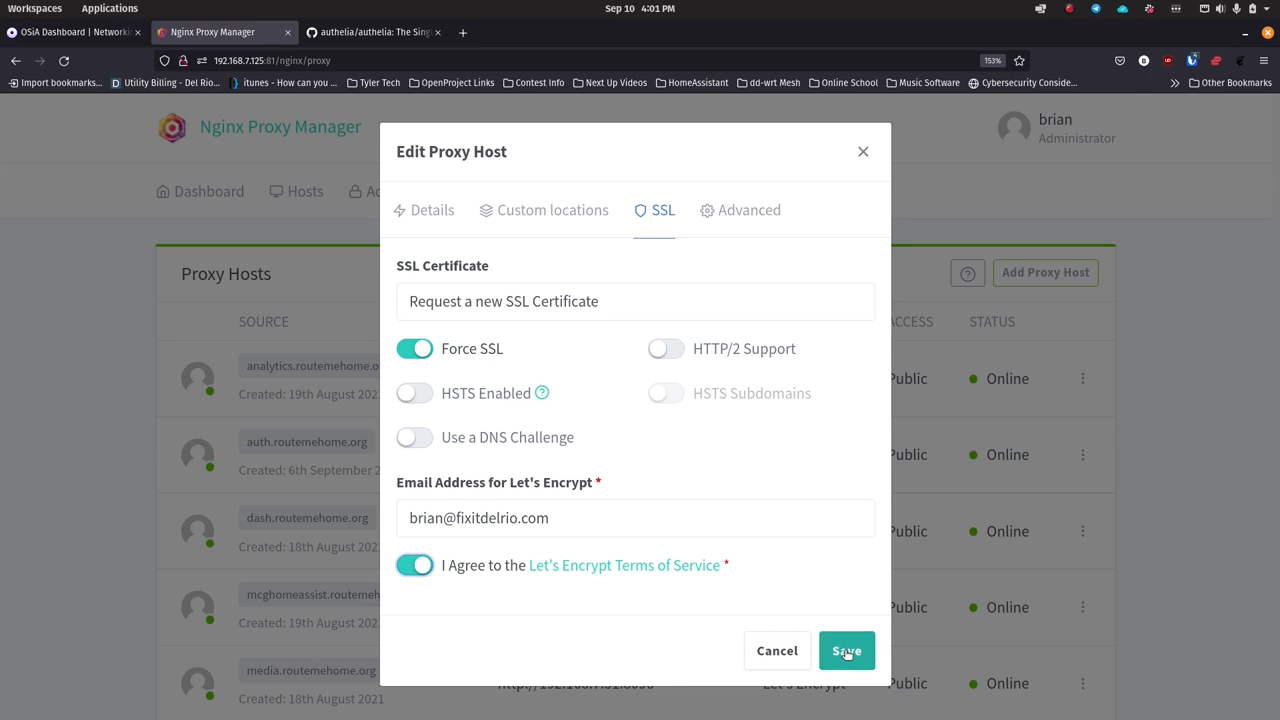 Workspaces Applications Sep 10 4:01 PM
OSiA Dashboard | Networki Nginx Proxy Manager authelia/authelia: The Sing
192.168.7.125:81/nginx/proxy 153%
Import bookmarks... Utility Billing - Del Rio... itunes - How can you ... Tyler Tech OpenProject Links Contest Info Next Up Videos HomeAssistant dd-wrt Mesh Online School Music Software Cybersecurity Conside... Other Bookmarks
Nginx Proxy Manager
brian
Administrator
Dashboard Hosts Ac
Edit Proxy Host
Details Custom locations SSL Advanced
Proxy Hosts
Add Proxy Host
SOURCE
STATUS
analytics.routemehome.o
Created: 19th August 202
Public Online
auth.routemehome.org
Created: 6th September 2
Public Online
dash.routemehome.org
Created: 18th August 202
Public Online
mcghomeassist.routemeh
Created: 19th August 202
Public Online
media.routemehome.org
Created: 18th August 2021
Let's Encrypt Public Online
SSL Certificate
Request a new SSL Certificate
Force SSL HTTP/2 Support
HSTS Enabled HSTS Subdomains
Use a DNS Challenge
Email Address for Let's Encrypt *
brian@fixitdelrio.com
I Agree to the Let's Encrypt Terms of Service *
Cancel Save